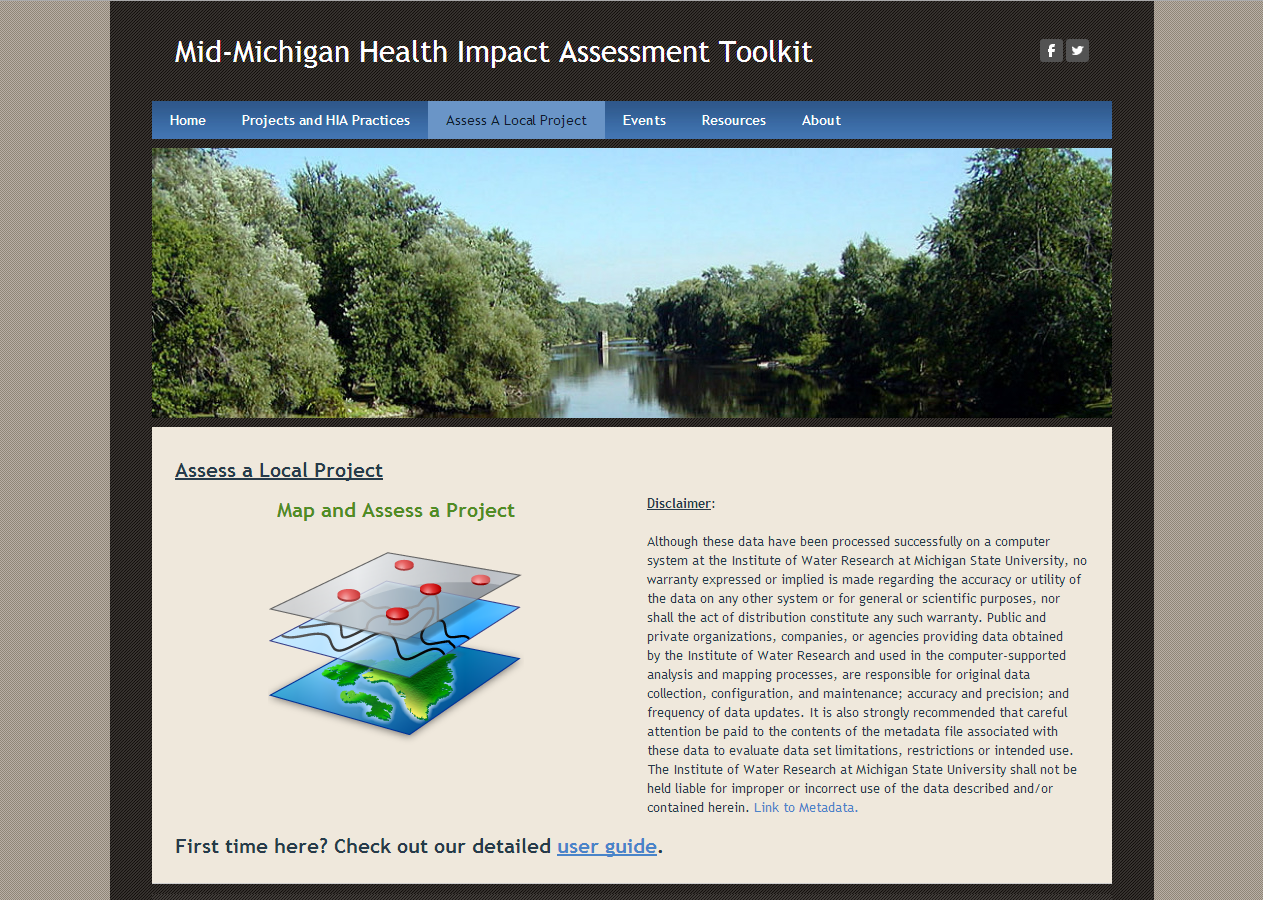 Mid-Michigan Health Impact Assessment Toolkit
Home Projects and HIA Practices Assess A Local Project Events Resources About
Assess a Local Project
Map and Assess a Project
Disclaimer:
Although these data have been processed successfully on a computer
system at the Institute of Water Research at Michigan State University, no
warranty expressed or implied is made regarding the accuracy or utility of
the data on any other system or for general or scientific purposes, nor
shall the act of distribution constitute any such warranty. Public and
private organizations, companies, or agencies providing data obtained
by the Institute of Water Research and used in the computer-supported
analysis and mapping processes, are responsible for original data
collection, configuration, and maintenance; accuracy and precision; and
frequency of data updates. It is also strongly recommended that careful
attention be paid to the contents of the metadata file associated with
these data to evaluate data set limitations, restrictions or intended use.
The Institute of Water Research at Michigan State University shall not be
held liable for improper or incorrect use of the data described and/or
contained herein. Link to Metadata.
First time here? Check out our detailed user guide.